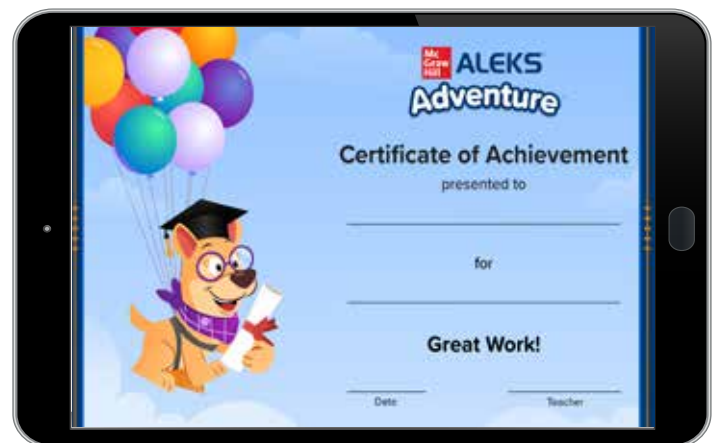 Mc
Graw
Hill
ALEKS
Adventure
Certificate of Achievement
presented to
for
Great Work!
Date
Teacher